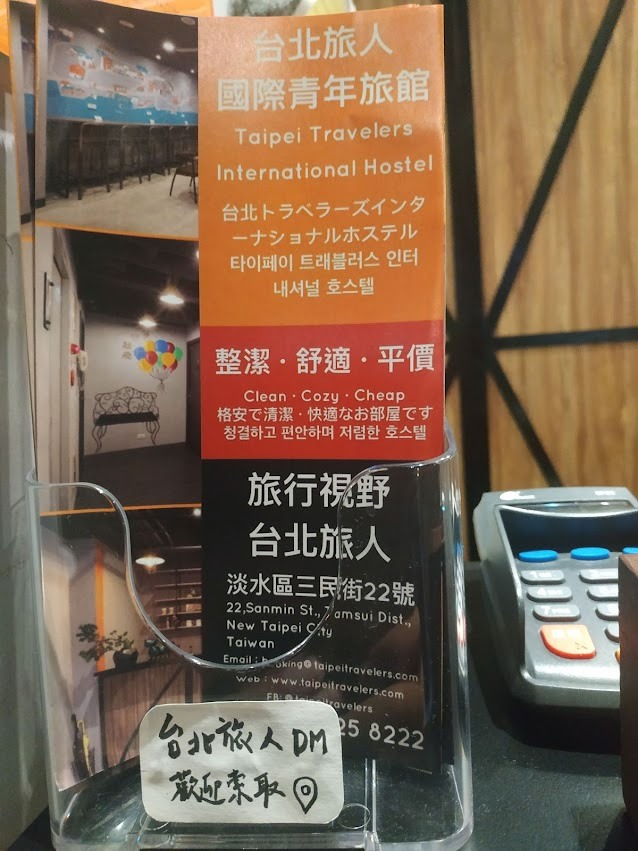 台北旅人
國際青年旅館
Taipei Travelers
International Hostel
台北トラベラーズインタ
ーナショナルホステル
타이페이 트래블러스 인터
내셔널 호스텔
整潔·舒適·平價
Clean · Cozy · Cheap
格安で清潔·快適なお部屋です
청결하고 편안하며 저렴한 호스텔
旅行視野
台北旅人
淡水區三民街22號
22,Sanmin St., Tamsui Dist.,
New Taipei City
Taiwan
Email : booking@taipeitravelers.com
Web : www.taipeitravelers.com
FB: @taipeitravelers
25 8222
台北旅人DM
歡迎索取